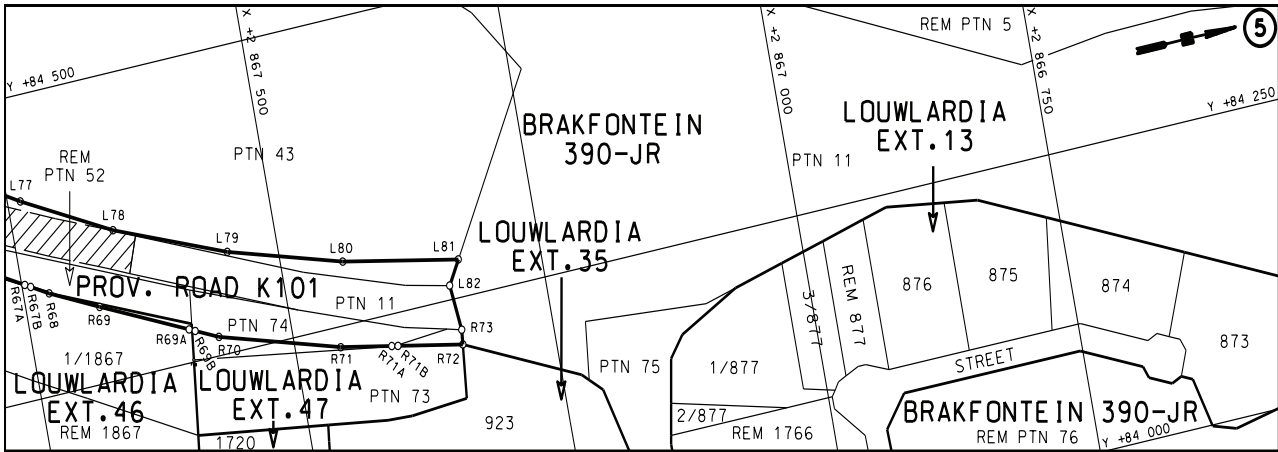 REM PTN 5
5
X +2 867 500
X +2 867 000
X +2 866 750
Y +84 500
Y +84 250
BRAKFONTEIN
390-JR
LOUWLARDIA
EXT.13
REM
PTN 52
PTN 43
PTN 11
L77
L78
L79
L80
L81
L82
LOUWLARDIA
EXT.35
PROV. ROAD K101
PTN 11
PTN 74
R67A
R67B
R68
R69
R69A
R69B
R70
R71
R71A
R71B
R72
R73
3/877
REM 877
876
875
874
873
STREET
1/1867
LOUWLARDIA
EXT.46
REM 1867
LOUWLARDIA
EXT.47
1720
PTN 73
923
PTN 75
1/877
2/877
REM 1766
BRAKFONTEIN 390-JR
REM PTN 76
Y +84 000